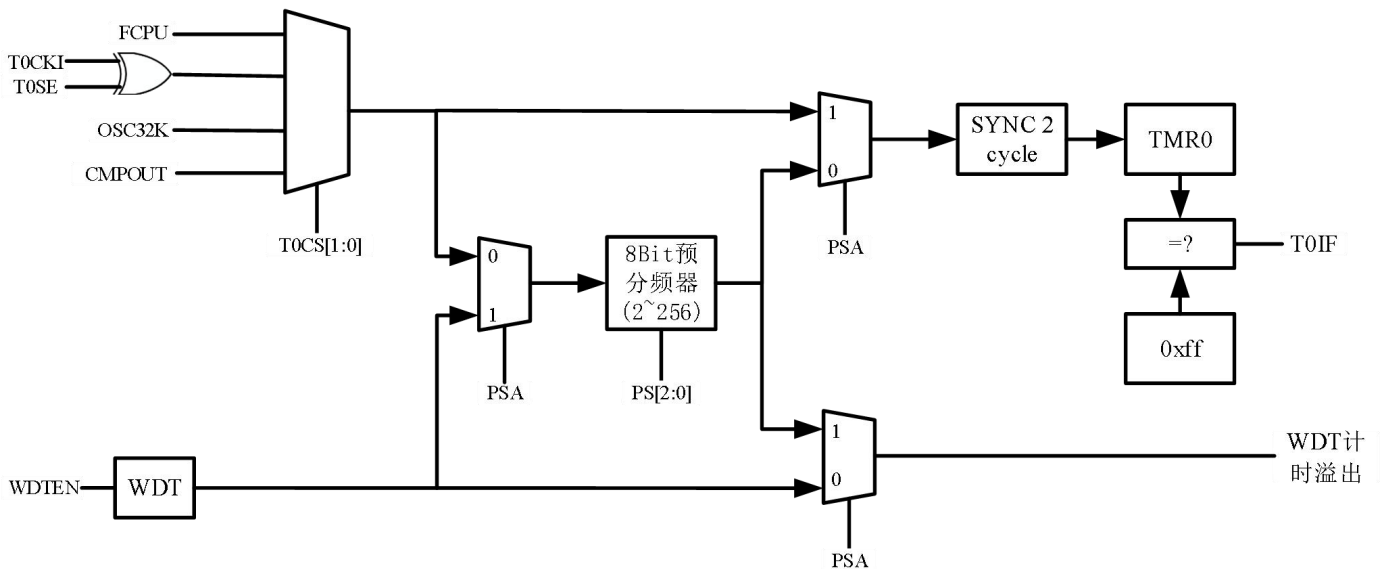 FCPU
T0CKI
T0SE
OSC32K
CMPOUT
T0CS[1:0]
1
0
PSA
SYNC 2
cycle
TMR0
=?
T0IF
0xff
0
1
PSA
8Bit预
分频器
(2~256)
PS[2:0]
WDTEN
WDT
1
0
PSA
WDT计
时溢出